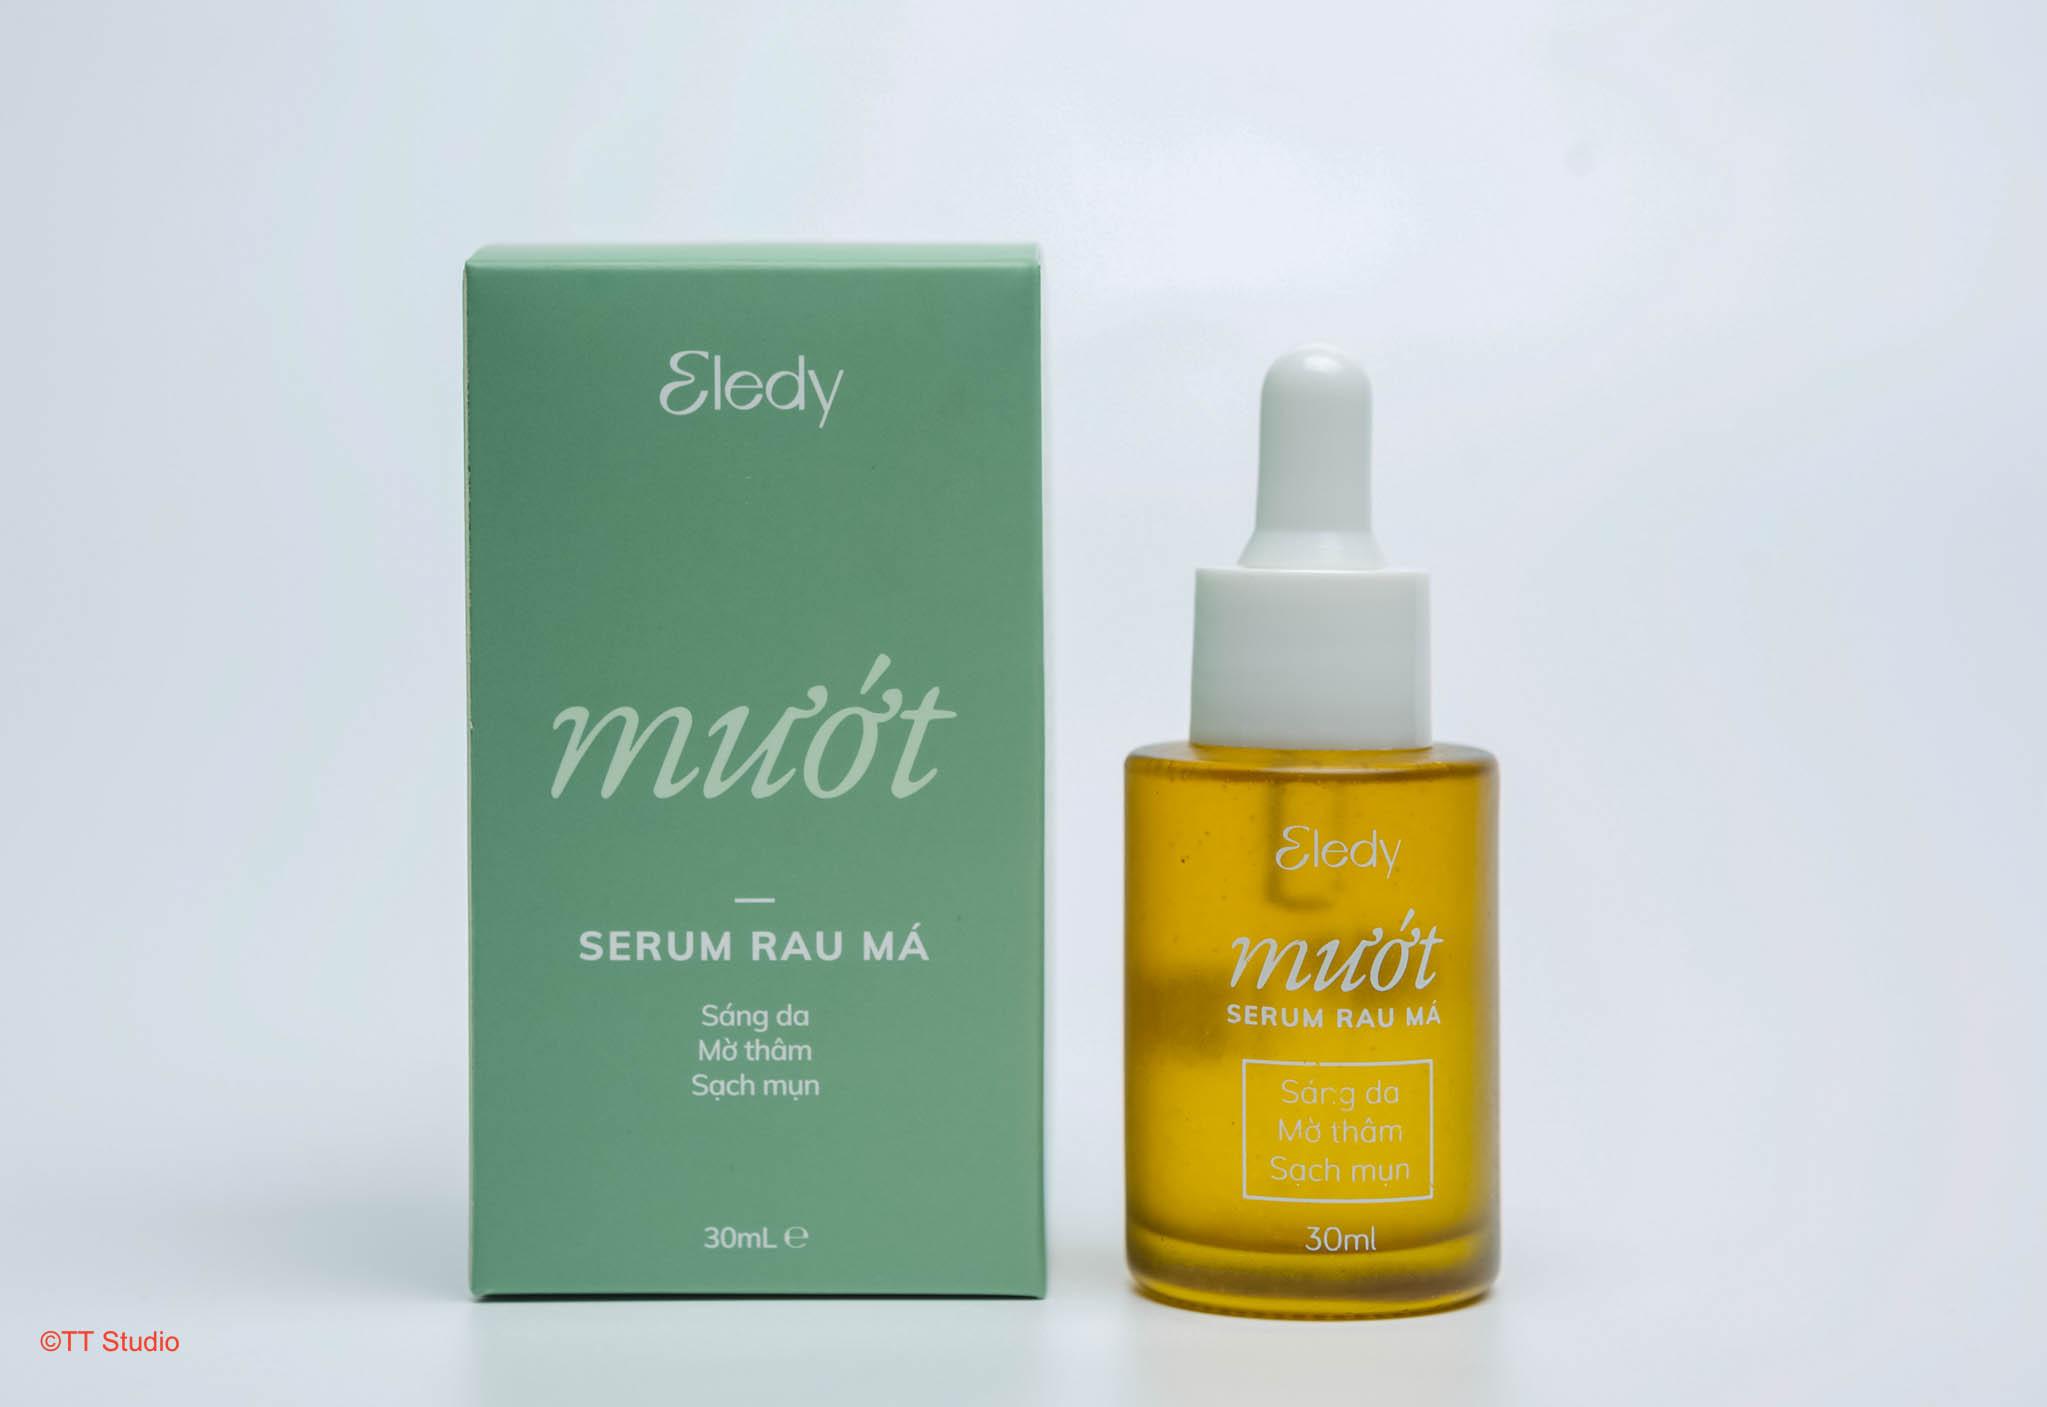 Eledy
mướt
SERUM RAU MÁ
Sáng da
Mờ thâm
Sạch mụn
30mL ℮
Eledy
mướt
SERUM RAU MÁ
Sáng da
Mờ thâm
Sạch mụn
30ml
©TT Studio